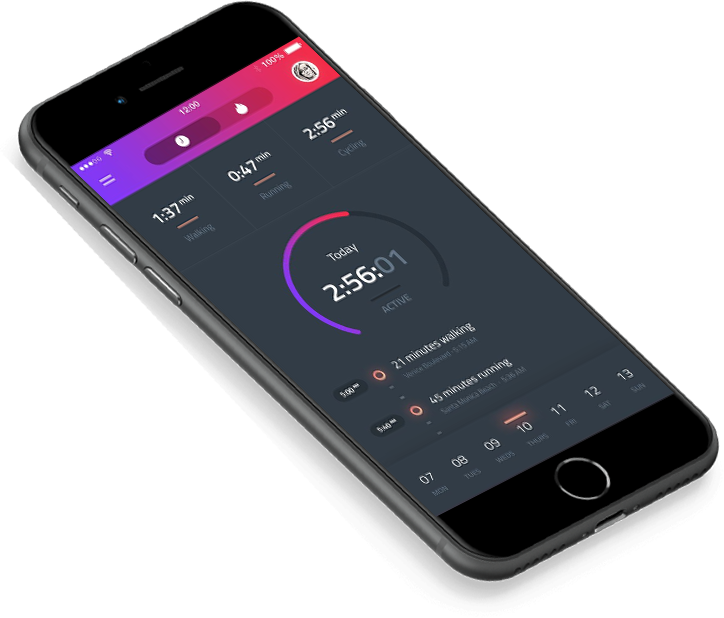 12:00
100%
1:37 min
Walking
0:47 min
Running
2:56 min
Cycling
Today
2:56:01
ACTIVE
21 minutes walking
5:00 AM
Venice Boulevard - 5:15 AM
45 minutes running
5:40 AM
Santa Monica Beach - 5:36 AM
07 08 09 10 11 12 13
MON TUES WEDS THURS FRI SAT SUN